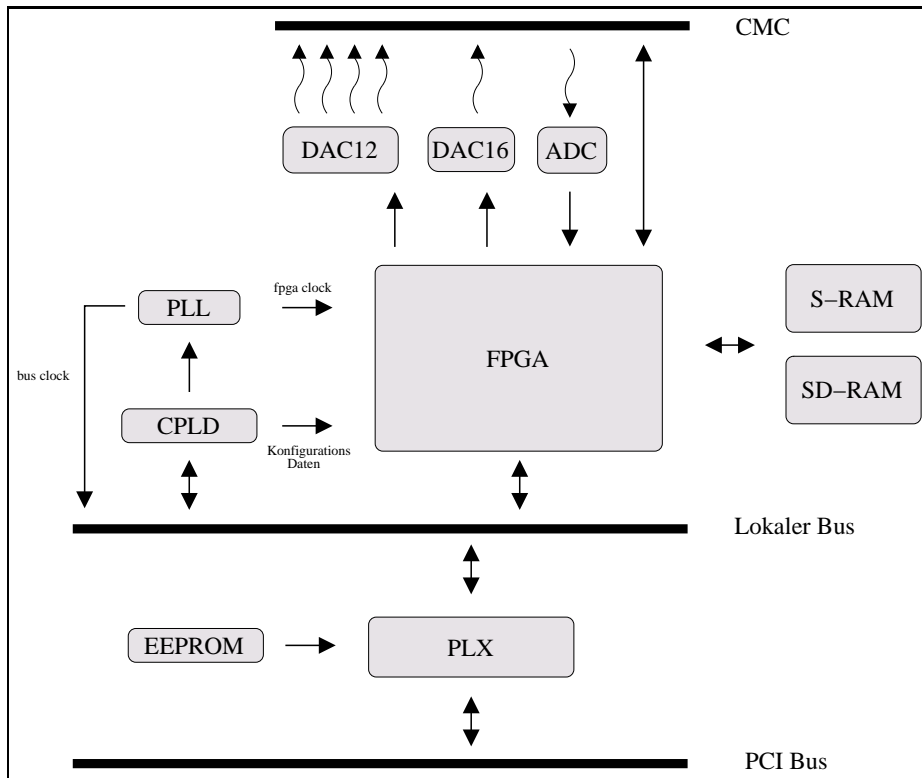 CMC
DAC12
DAC16
ADC
fpga clock
PLL
S−RAM
FPGA
bus clock
SD−RAM
CPLD
Konfigurations
Daten
Lokaler Bus
EEPROM
PLX
PCI Bus